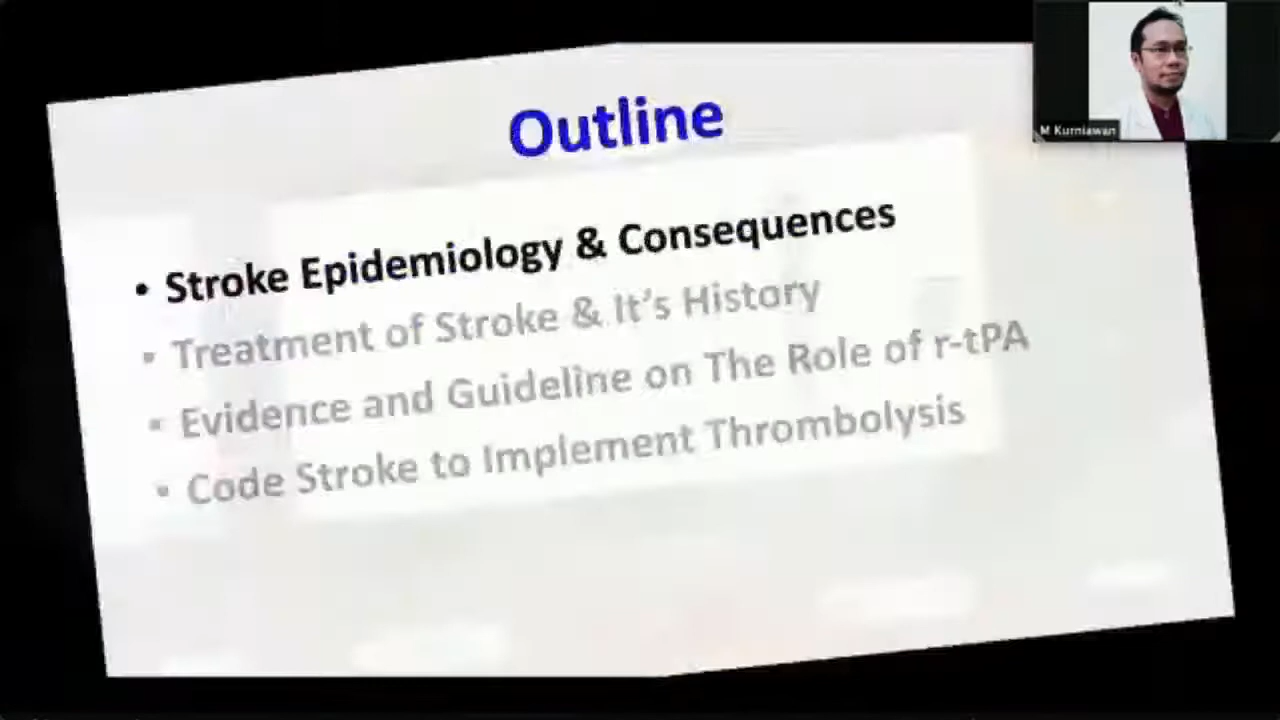 Outline
• Stroke Epidemiology & Consequences
• Treatment of Stroke & It's History
• Evidence and Guideline on The Role of r-tPA
• Code Stroke to Implement Thrombolysis
M Kurniawan